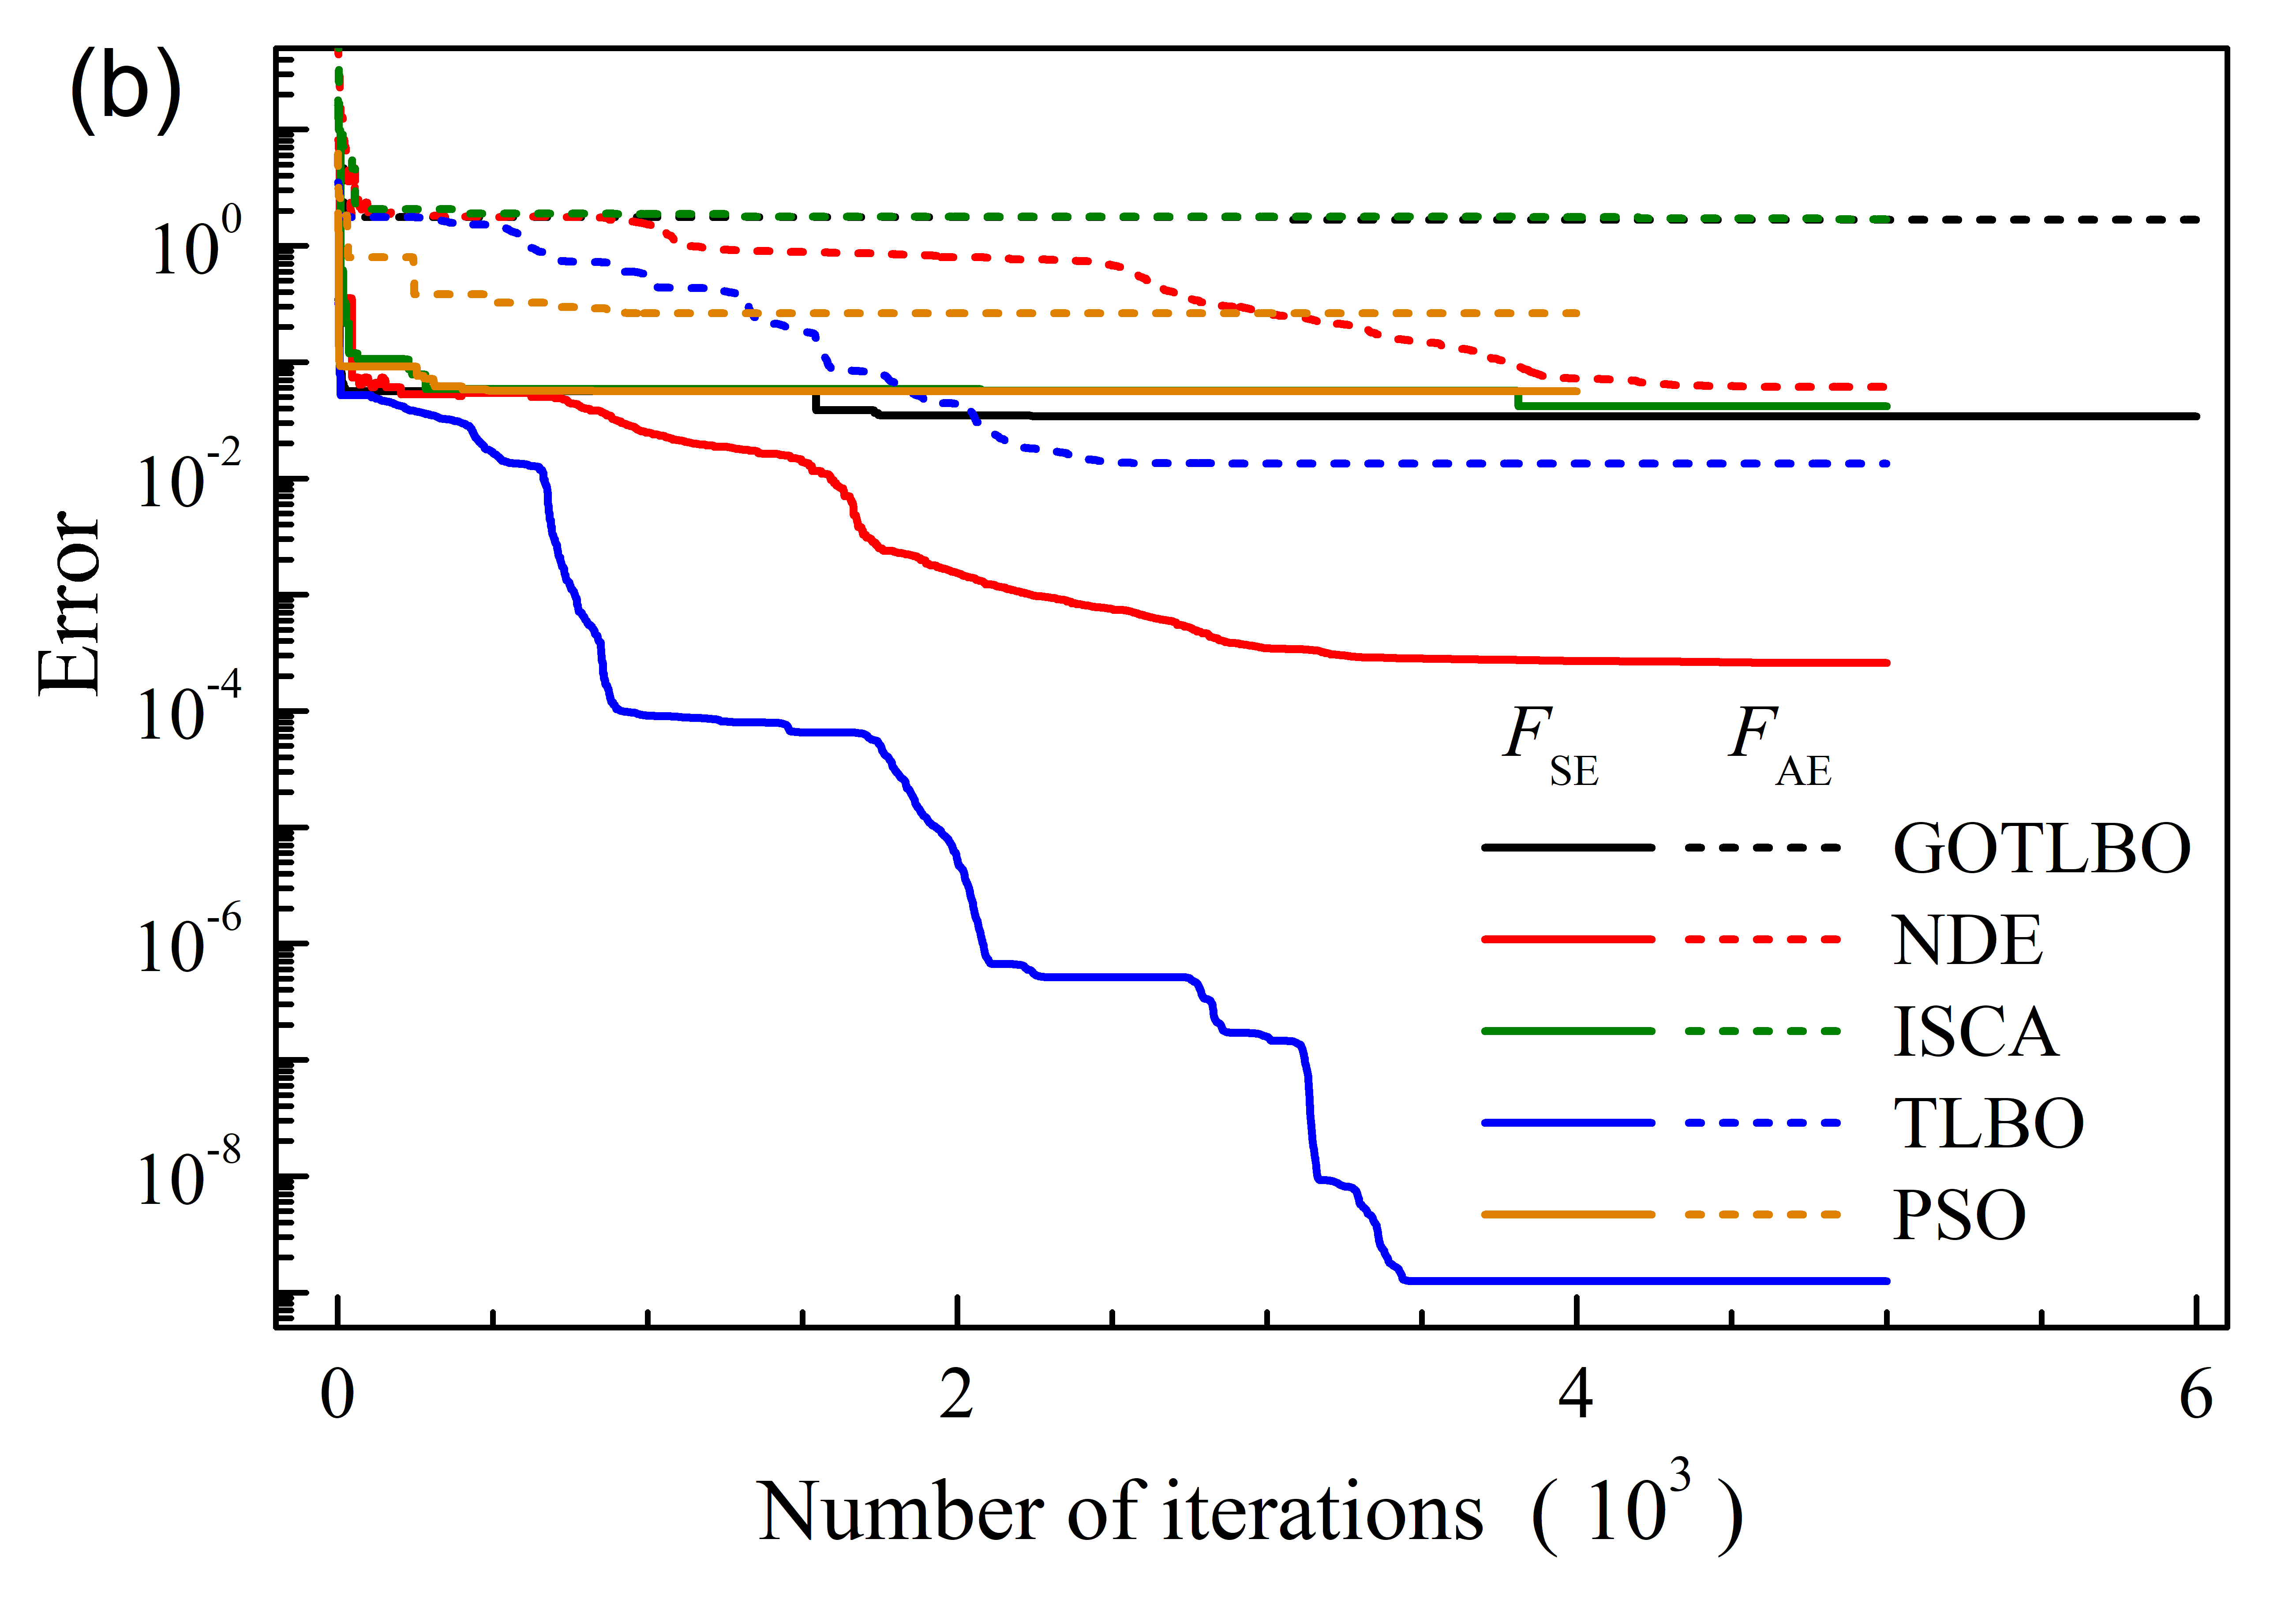 (b)
10^0
10^-2
10^-4
10^-6
10^-8
Error
F_SE F_AE
GOTLBO
NDE
ISCA
TLBO
PSO
0 2 4 6
Number of iterations ( 10^3 )